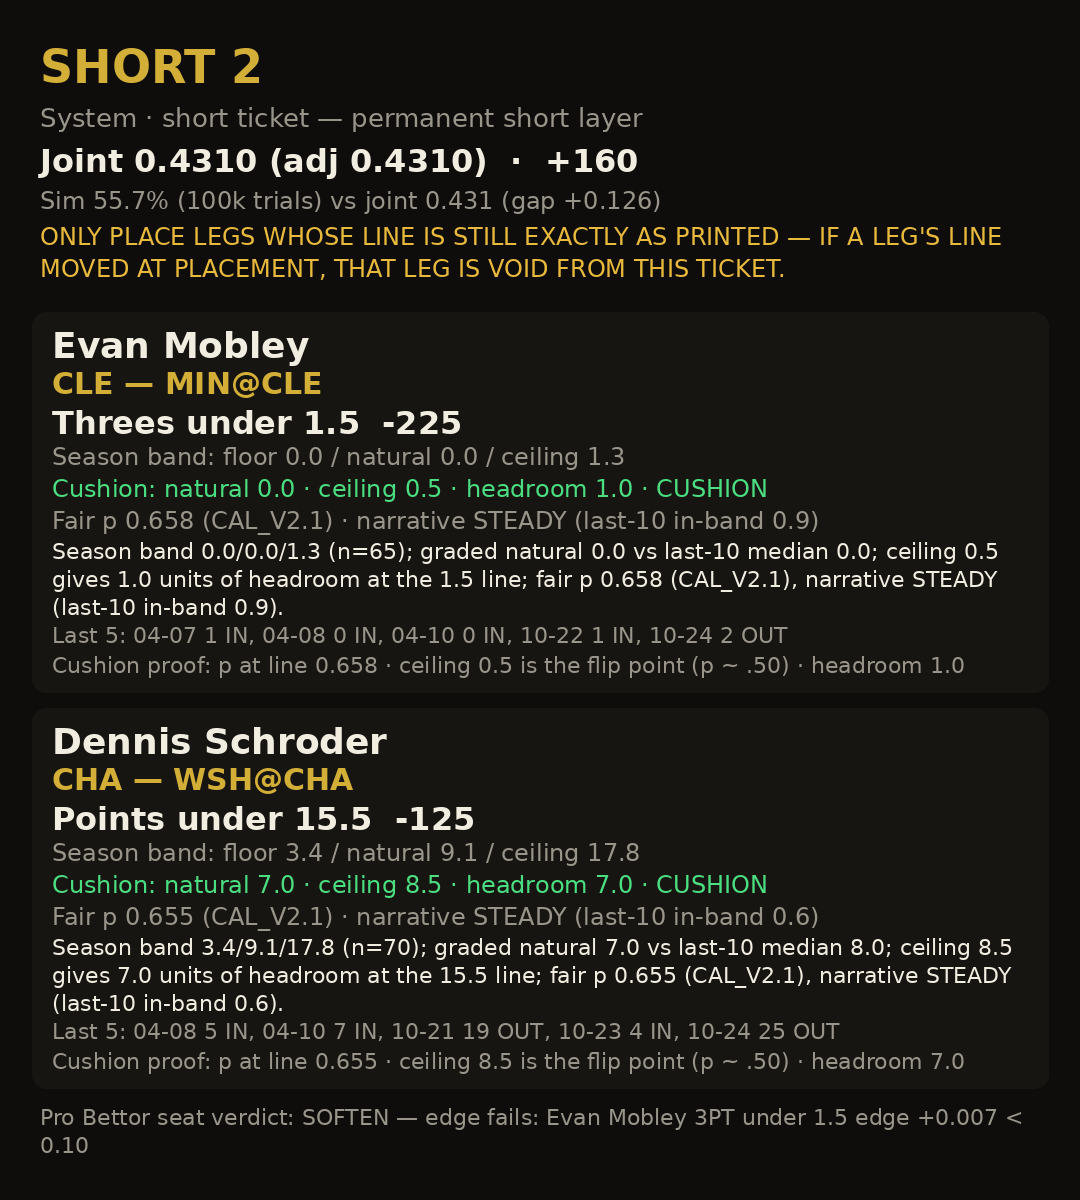 SHORT 2
System · short ticket — permanent short layer
Joint 0.4310 (adj 0.4310)  ·  +160
Sim 55.7% (100k trials) vs joint 0.431 (gap +0.126)
ONLY PLACE LEGS WHOSE LINE IS STILL EXACTLY AS PRINTED — IF A LEG'S LINE
MOVED AT PLACEMENT, THAT LEG IS VOID FROM THIS TICKET.
Evan Mobley
CLE — MIN@CLE
Threes under 1.5  -225
Season band: floor 0.0 / natural 0.0 / ceiling 1.3
Cushion: natural 0.0 · ceiling 0.5 · headroom 1.0 · CUSHION
Fair p 0.658 (CAL_V2.1) · narrative STEADY (last-10 in-band 0.9)
Season band 0.0/0.0/1.3 (n=65); graded natural 0.0 vs last-10 median 0.0; ceiling 0.5
gives 1.0 units of headroom at the 1.5 line; fair p 0.658 (CAL_V2.1), narrative STEADY
(last-10 in-band 0.9).
Last 5: 04-07 1 IN, 04-08 0 IN, 04-10 0 IN, 10-22 1 IN, 10-24 2 OUT
Cushion proof: p at line 0.658 · ceiling 0.5 is the flip point (p ~ .50) · headroom 1.0
Dennis Schroder
CHA — WSH@CHA
Points under 15.5  -125
Season band: floor 3.4 / natural 9.1 / ceiling 17.8
Cushion: natural 7.0 · ceiling 8.5 · headroom 7.0 · CUSHION
Fair p 0.655 (CAL_V2.1) · narrative STEADY (last-10 in-band 0.6)
Season band 3.4/9.1/17.8 (n=70); graded natural 7.0 vs last-10 median 8.0; ceiling 8.5
gives 7.0 units of headroom at the 15.5 line; fair p 0.655 (CAL_V2.1), narrative STEADY
(last-10 in-band 0.6).
Last 5: 04-08 5 IN, 04-10 7 IN, 10-21 19 OUT, 10-23 4 IN, 10-24 25 OUT
Cushion proof: p at line 0.655 · ceiling 8.5 is the flip point (p ~ .50) · headroom 7.0
Pro Bettor seat verdict: SOFTEN — edge fails: Evan Mobley 3PT under 1.5 edge +0.007 <
0.10